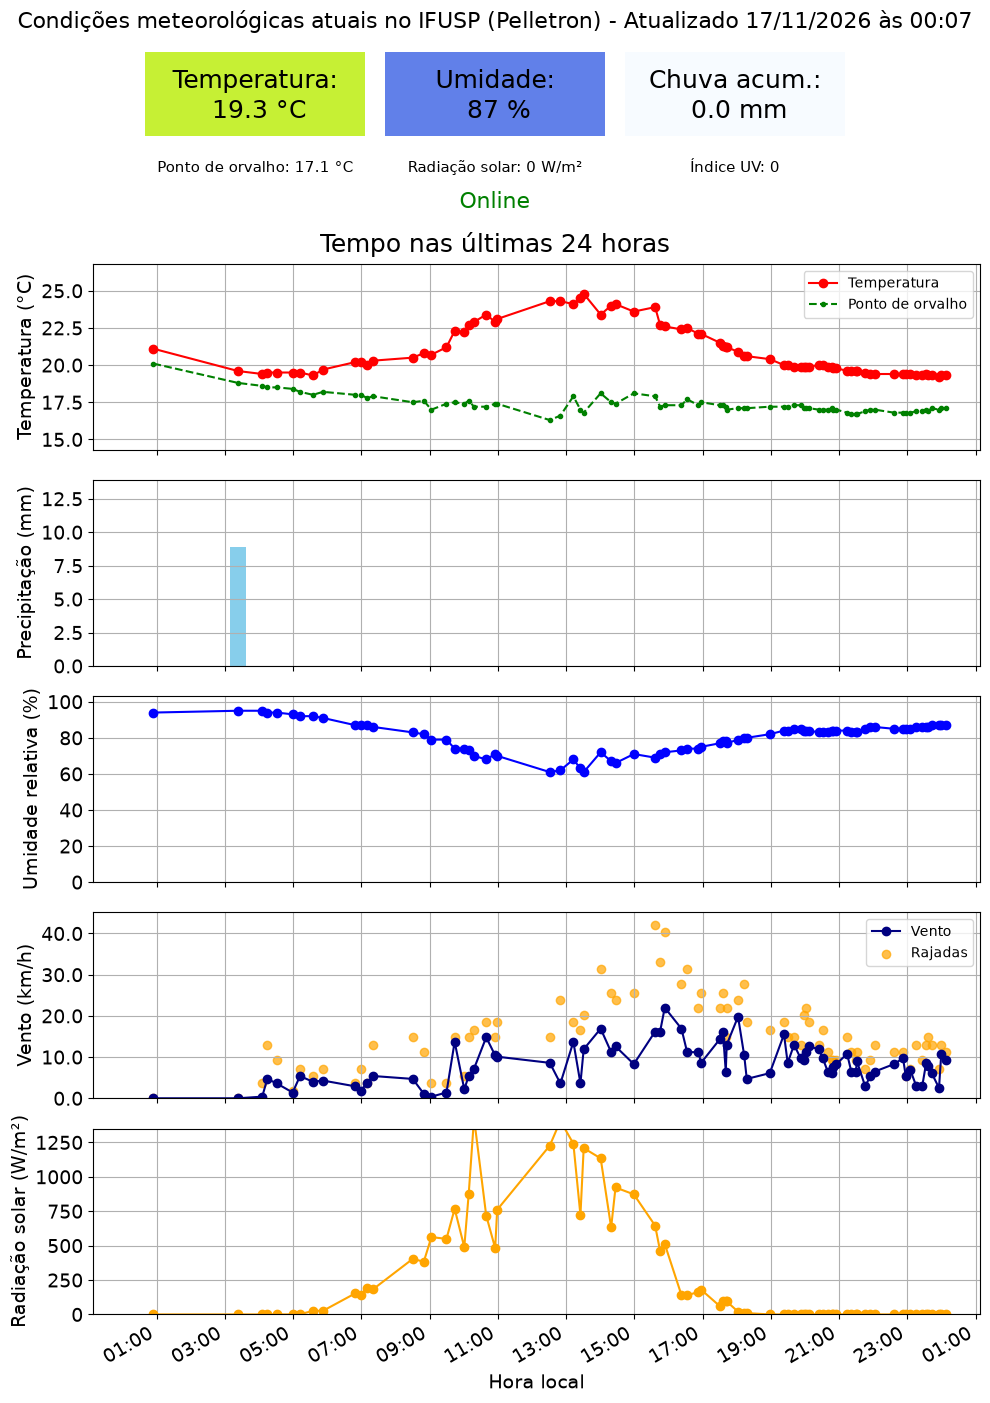 Condições meteorológicas atuais no IFUSP (Pelletron) - Atualizado 17/11/2026 às 00:07
Temperatura:
19.3 °C
Umidade:
87 %
Chuva acum.:
0.0 mm
Ponto de orvalho: 17.1 °C
Radiação solar: 0 W/m²
Índice UV: 0
Online
Tempo nas últimas 24 horas
Temperatura (°C)
25.0
22.5
20.0
17.5
15.0
Temperatura
Ponto de orvalho
Precipitação (mm)
12.5
10.0
7.5
5.0
2.5
0.0
Umidade relativa (%)
100
80
60
40
20
0
Vento (km/h)
40.0
30.0
20.0
10.0
0.0
Vento
Rajadas
Radiação solar (W/m²)
1250
1000
750
500
250
0
01:00
03:00
05:00
07:00
09:00
11:00
13:00
15:00
17:00
19:00
21:00
23:00
01:00
Hora local